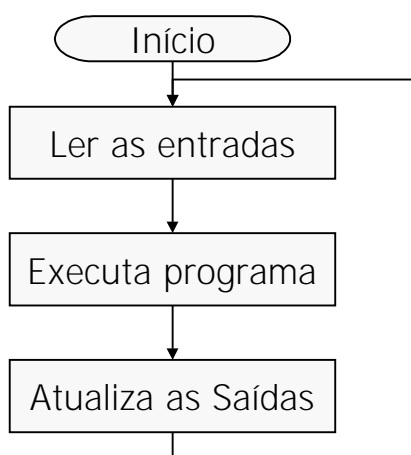 Início
Ler as entradas
Executa programa
Atualiza as Saídas